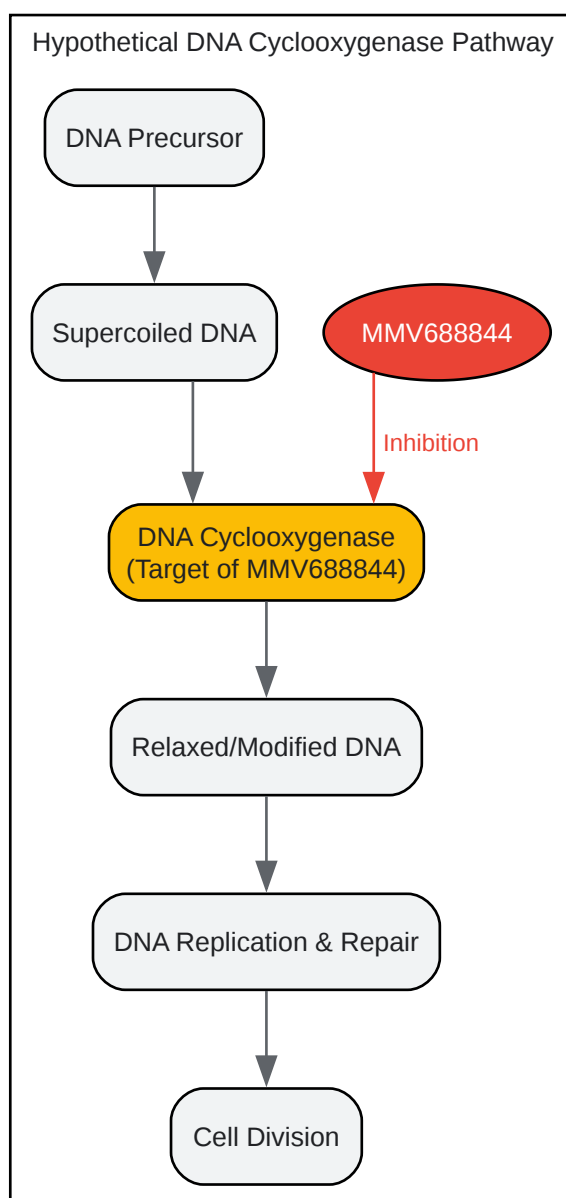 Hypothetical DNA Cyclooxygenase Pathway
DNA Precursor
Supercoiled DNA
MMV688844
Inhibition
DNA Cyclooxygenase
(Target of MMV688844)
Relaxed/Modified DNA
DNA Replication & Repair
Cell Division